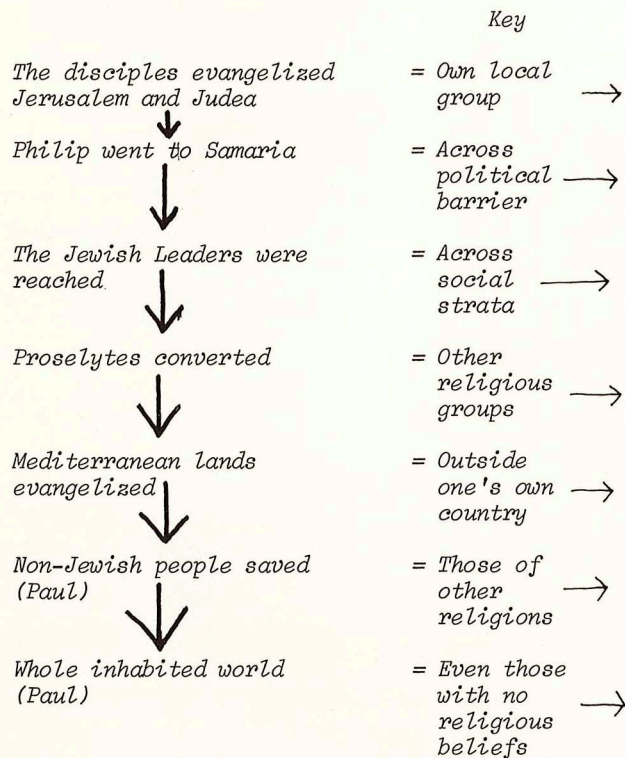 Key
The disciples evangelized
Jerusalem and Judea
= Own local
group
Philip went to Samaria
= Across
political
barrier
The Jewish Leaders were
reached
= Across
social
strata
Proselytes converted
= Other
religious
groups
Mediterranean lands
evangelized
= Outside
one's own
country
Non-Jewish people saved
(Paul)
= Those of
other
religions
Whole inhabited world
(Paul)
= Even those
with no
religious
beliefs